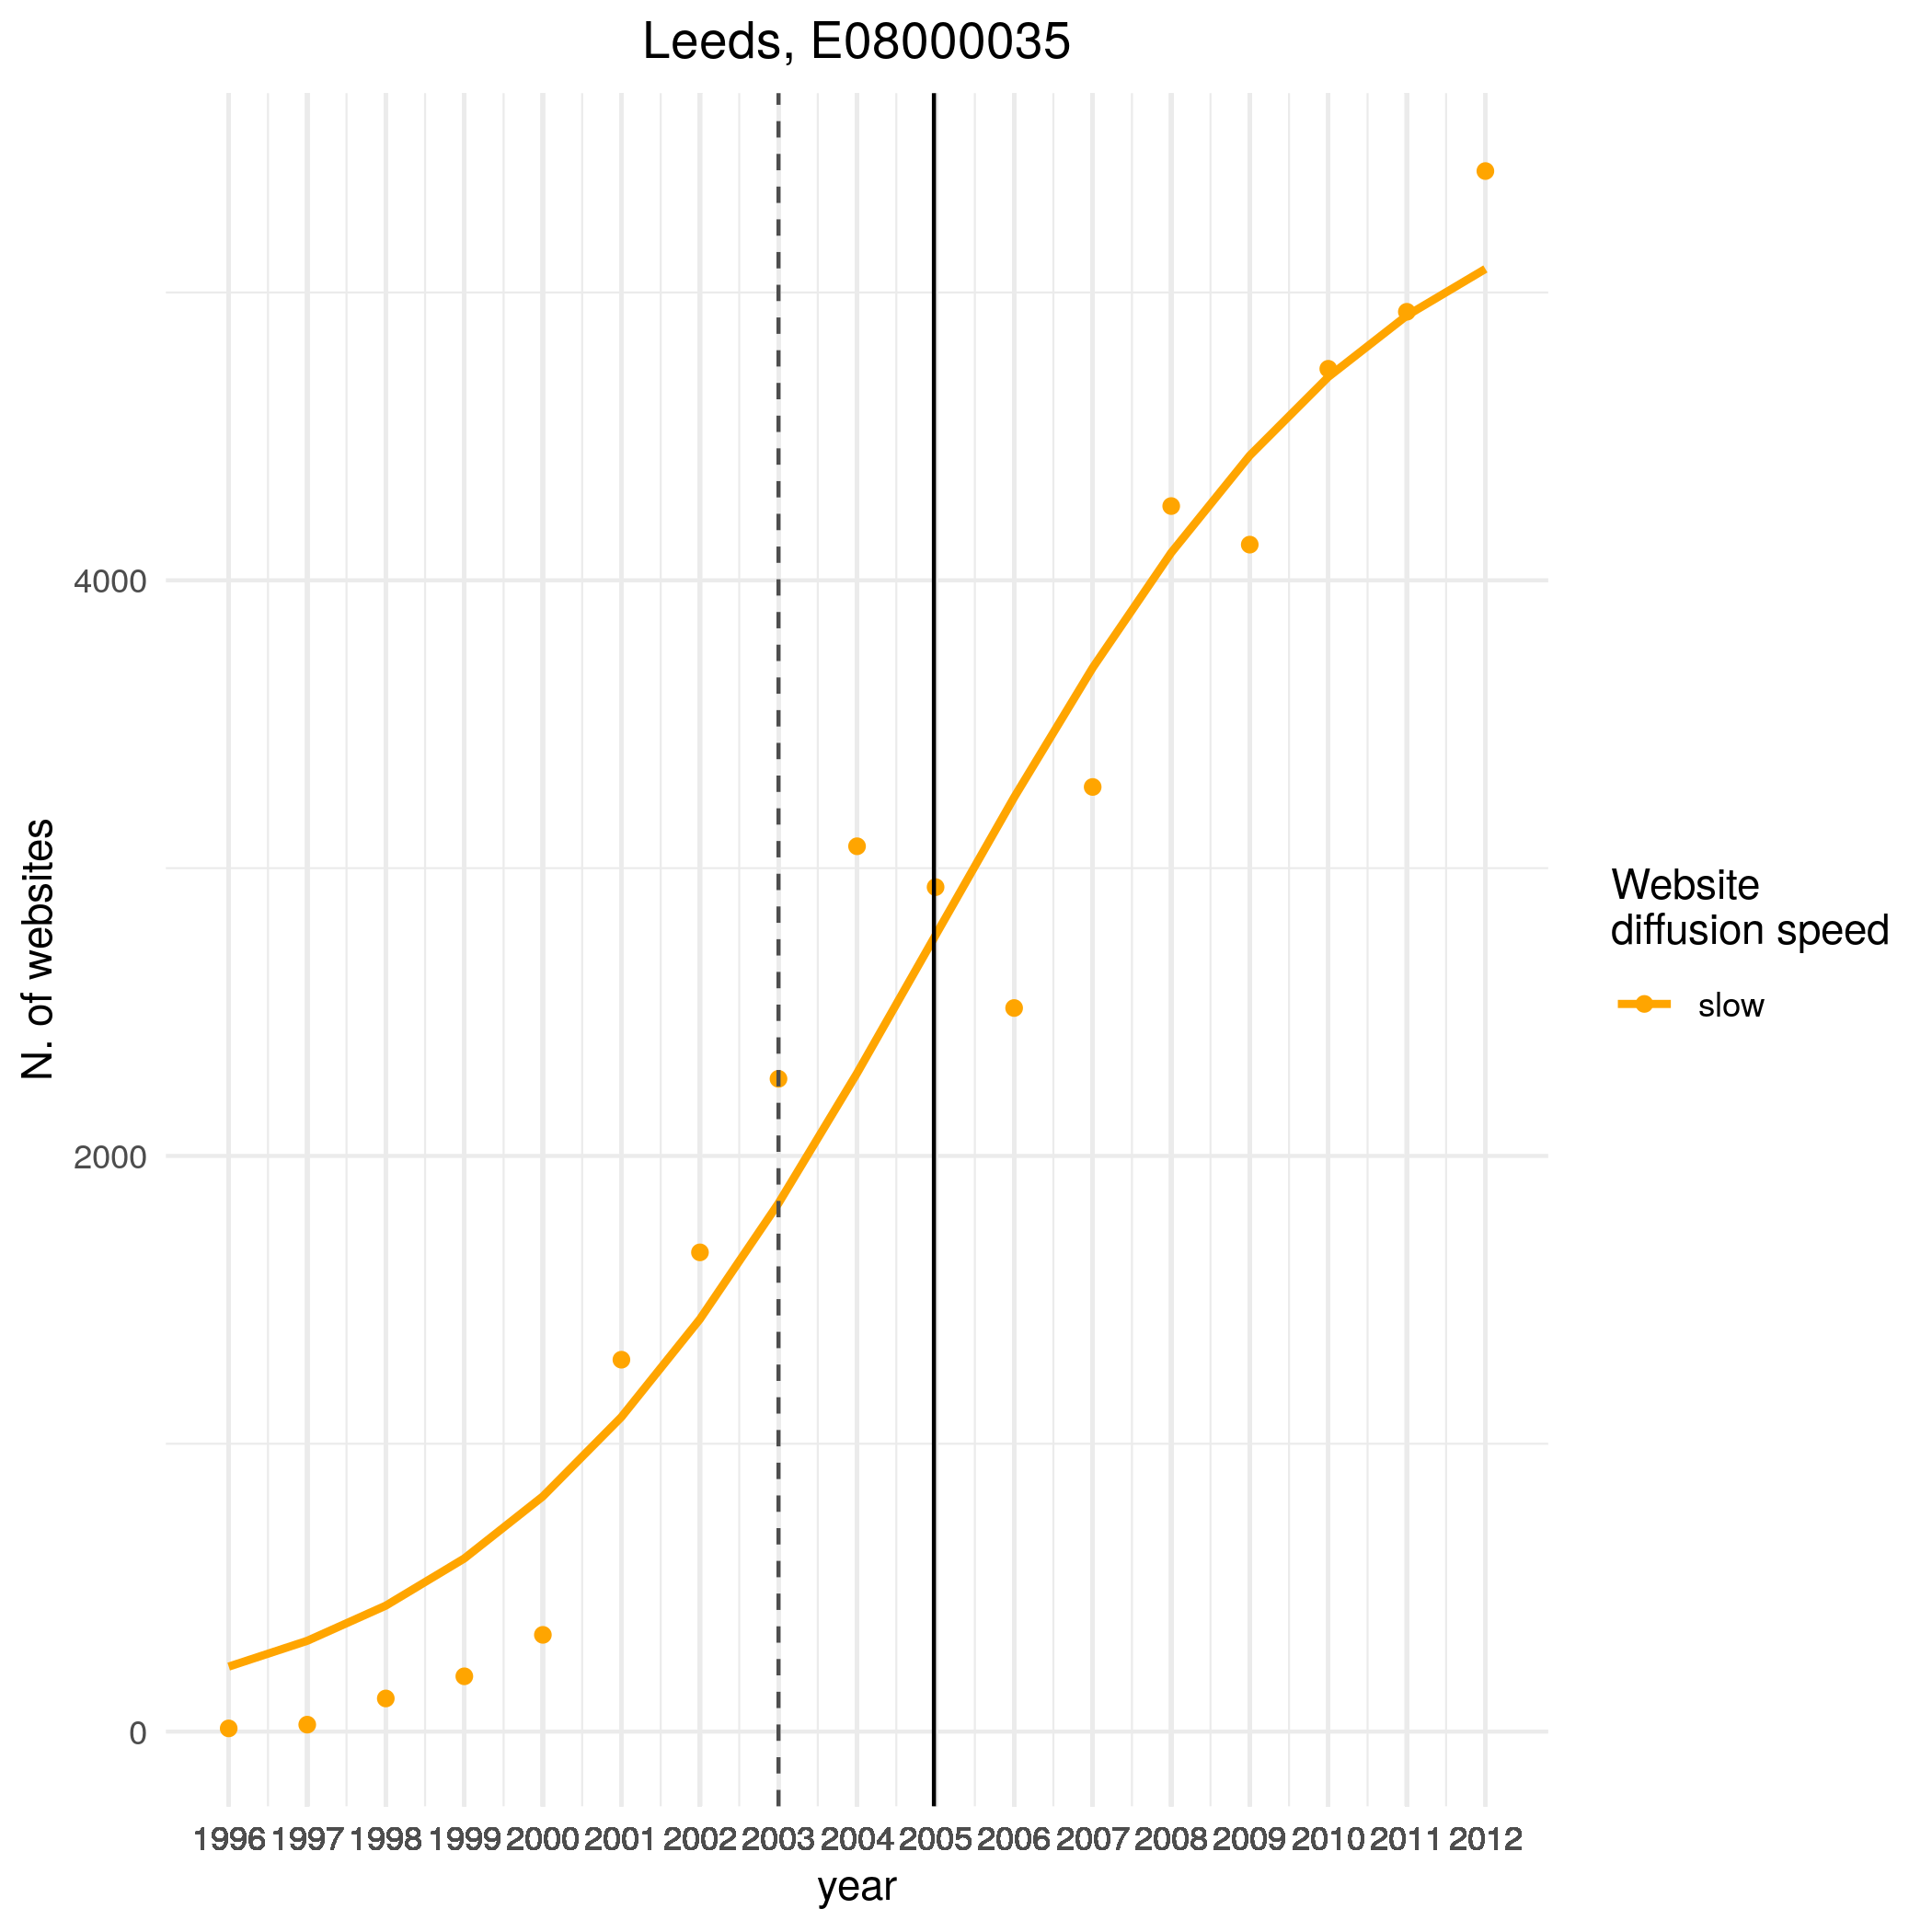 Leeds, E08000035
N. of websites
4000
2000
0
1996 1997 1998 1999 2000 2001 2002 2003 2004 2005 2006 2007 2008 2009 2010 2011 2012
year
Website
diffusion speed
slow